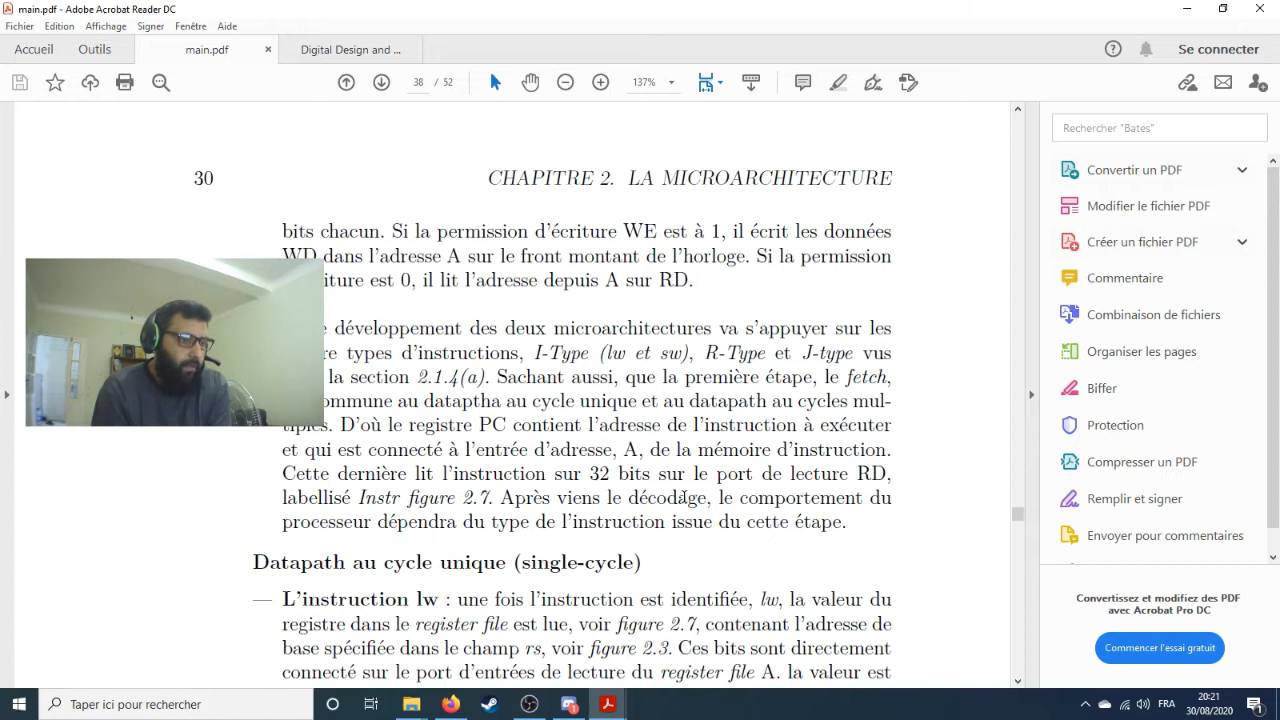 main.pdf - Adobe Acrobat Reader DC
Fichier Edition Affichage Signer Fenêtre Aide
Accueil Outils main.pdf × Digital Design and ... ? Se connecter
38 / 52 137%
30 CHAPITRE 2. LA MICROARCHITECTURE
bits chacun. Si la permission d'écriture WE est à 1, il écrit les données
WD dans l'adresse A sur le front montant de l'horloge. Si la permission
iture est 0, il lit l'adresse depuis A sur RD.
e développement des deux microarchitectures va s'appuyer sur les
re types d'instructions, I-Type (lw et sw), R-Type et J-type vus
la section 2.1.4(a). Sachant aussi, que la première étape, le fetch,
ommune au dataptha au cycle unique et au datapath au cycles mul-
tiples. D'où le registre PC contient l'adresse de l'instruction à exécuter
et qui est connecté à l'entrée d'adresse, A, de la mémoire d'instruction.
Cette dernière lit l'instruction sur 32 bits sur le port de lecture RD,
labellisé Instr figure 2.7. Après viens le décodage, le comportement du
processeur dépendra du type de l'instruction issue du cette étape.
Datapath au cycle unique (single-cycle)
— L'instruction lw : une fois l'instruction est identifiée, lw, la valeur du
registre dans le register file est lue, voir figure 2.7, contenant l'adresse de
base spécifiée dans le champ rs, voir figure 2.3. Ces bits sont directement
connecté sur le port d'entrées de lecture du register file A. la valeur est
Rechercher "Bates"
Convertir un PDF
Modifier le fichier PDF
Créer un fichier PDF
Commentaire
Combinaison de fichiers
Organiser les pages
Biffer
Protection
Compresser un PDF
Remplir et signer
Envoyer pour commentaires
Convertissez et modifiez des PDF
avec Acrobat Pro DC
Commencer l'essai gratuit
Taper ici pour rechercher
FRA
20:21
30/08/2020